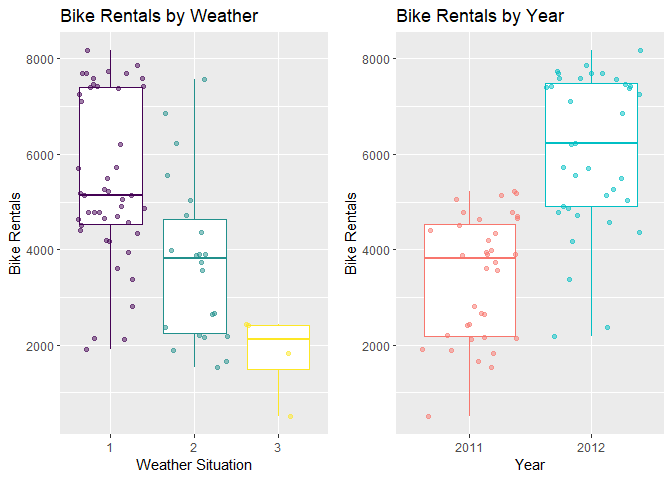 Bike Rentals by Weather
8000
6000
4000
2000
Bike Rentals
1 2 3
Weather Situation
Bike Rentals by Year
8000
6000
4000
2000
Bike Rentals
2011 2012
Year